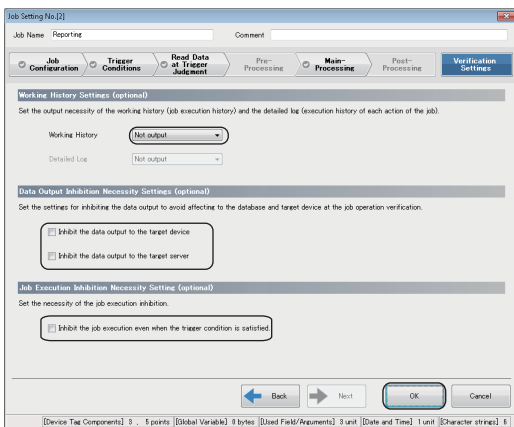 Job Setting No.[2]
Job Name Reporting Comment
Job Configuration Trigger Conditions Read Data at Trigger Judgment Pre-Processing Main-Processing Post-Processing Verification Settings
Working History Settings (optional)
Set the output necessity of the working history (job execution history) and the detailed log (execution history of each action of the job).
Working History Not output
Detailed Log Not output
Data Output Inhibition Necessity Settings (optional)
Set the settings for inhibiting the data output to avoid affecting to the database and target device at the job operation verification.
Inhibit the data output to the target device
Inhibit the data output to the target server
Job Execution Inhibition Necessity Setting (optional)
Set the necessity of the job execution inhibition.
Inhibit the job execution even when the trigger condition is satisfied.
Back Next OK Cancel
[Device Tag Components] 3 , 5 points [Global Variable] 0 bytes [Used Field/Arguments] 3 unit [Date and Time] 1 unit [Character strings] 6